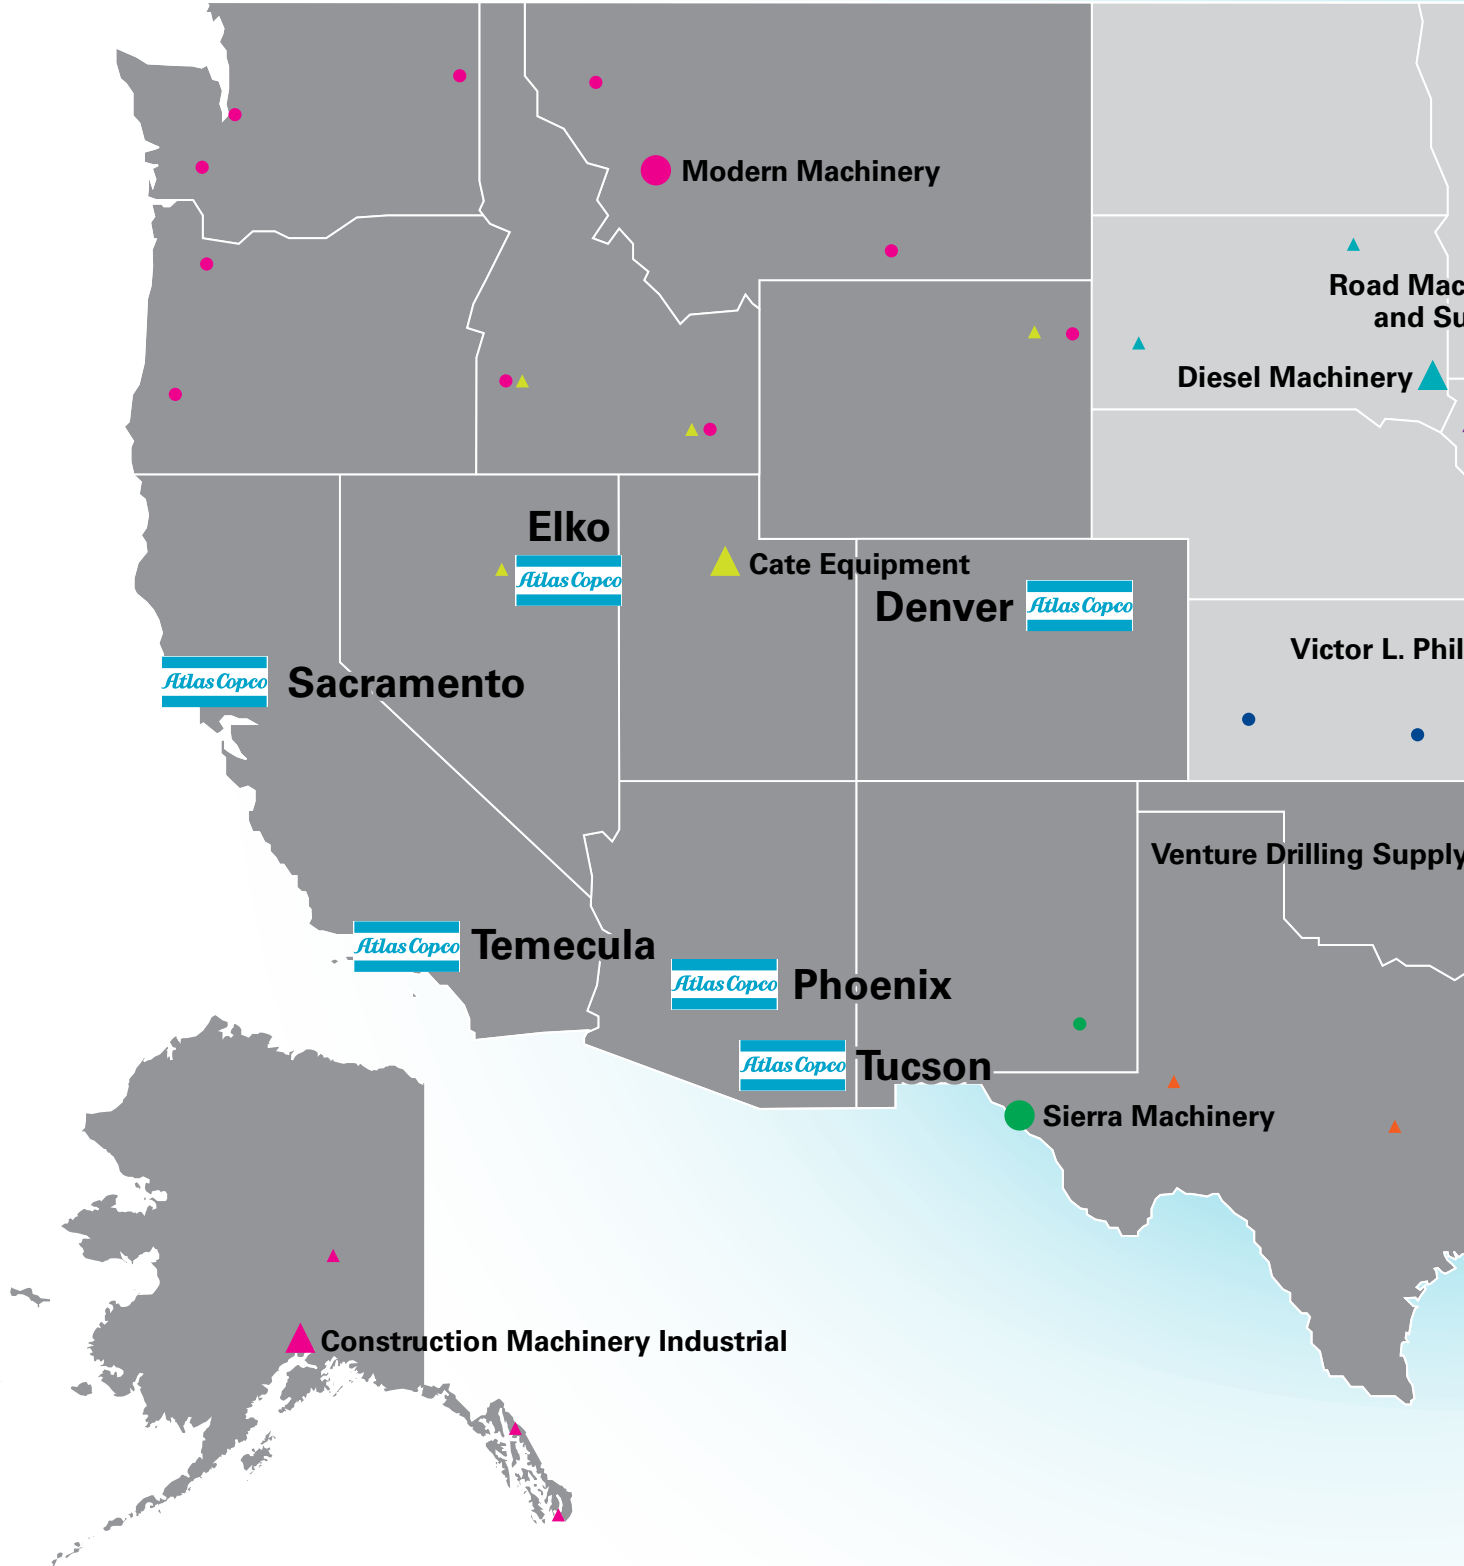 Modern Machinery
Road Mac
and Su
Diesel Machinery
Elko
Atlas Copco
Cate Equipment
Denver
Atlas Copco
Victor L. Phil
Atlas Copco
Sacramento
Venture Drilling Supply
Atlas Copco
Temecula
Atlas Copco
Phoenix
Atlas Copco
Tucson
Sierra Machinery
Construction Machinery Industrial